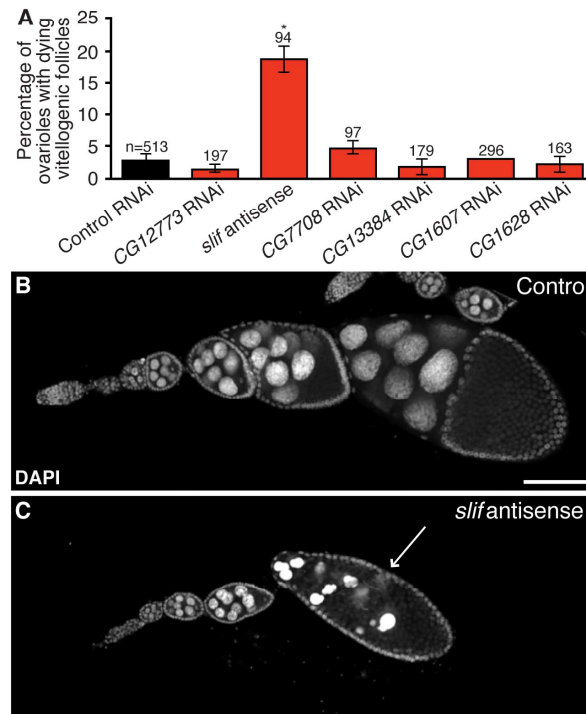 A
Percentage of
ovarioles with dying
vitellogenic follicles
25
20
15
10
5
0
n=513
197
*
94
97
179
296
163
Control RNAi
CG12773 RNAi
slif antisense
CG7708 RNAi
CG13384 RNAi
CG1607 RNAi
CG1628 RNAi
B
Contro
DAPI
C
slif antisense